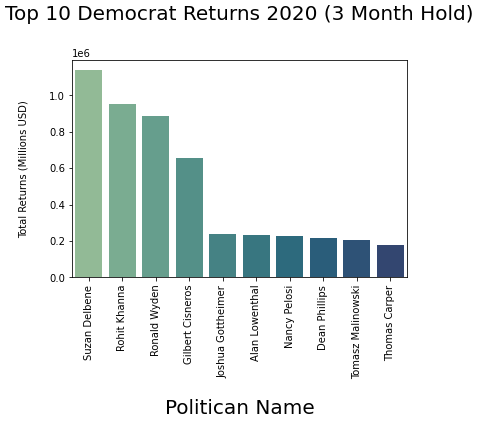 Top 10 Democrat Returns 2020 (3 Month Hold)
1e6
Total Returns (Millions USD)
1.0
0.8
0.6
0.4
0.2
0.0
Suzan Delbene
Rohit Khanna
Ronald Wyden
Gilbert Cisneros
Joshua Gottheimer
Alan Lowenthal
Nancy Pelosi
Dean Phillips
Tomasz Malinowski
Thomas Carper
Politican Name